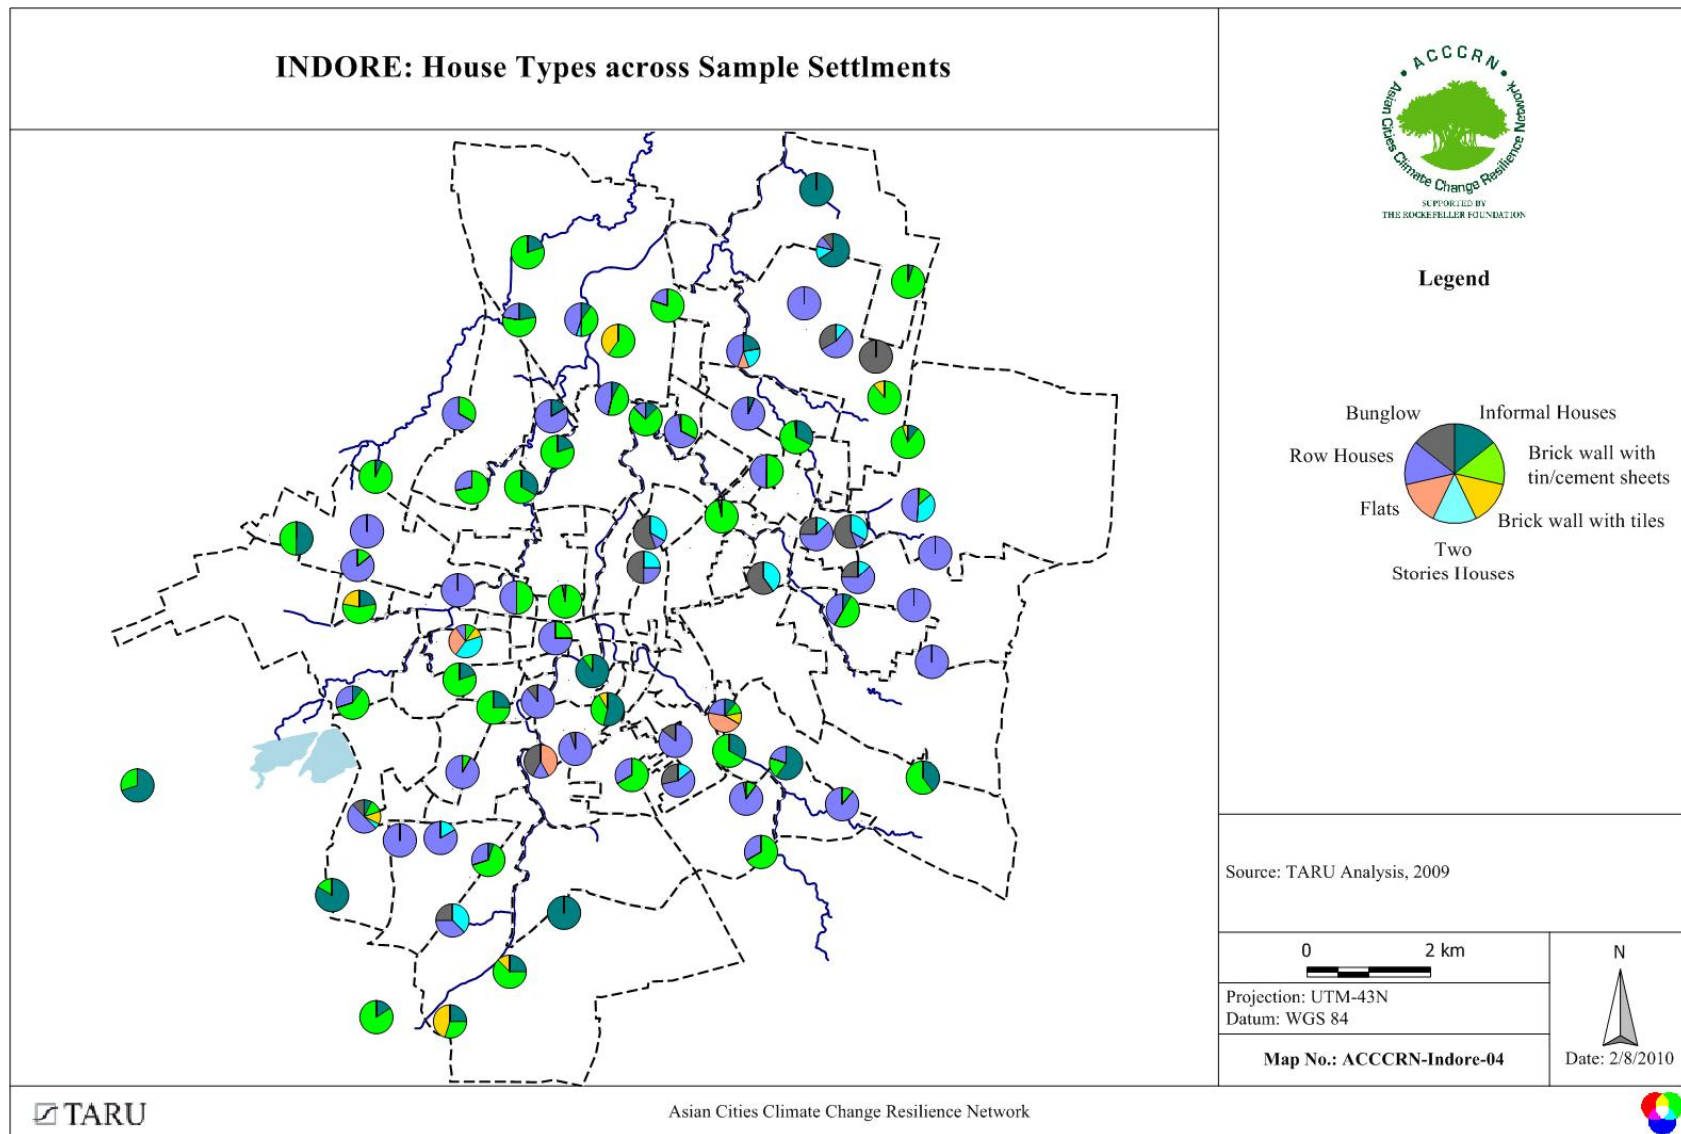 INDORE: House Types across Sample Settlments
ACCCRN
Asian Cities Climate Change Resilience Network
SUPPORTED BY
THE ROCKEFELLER FOUNDATION
Legend
Bunglow
Informal Houses
Row Houses
Brick wall with
tin/cement sheets
Flats
Brick wall with tiles
Two
Stories Houses
Source: TARU Analysis, 2009
0 2 km
N
Projection: UTM-43N
Datum: WGS 84
Map No.: ACCCRN-Indore-04
Date: 2/8/2010
TARU
Asian Cities Climate Change Resilience Network